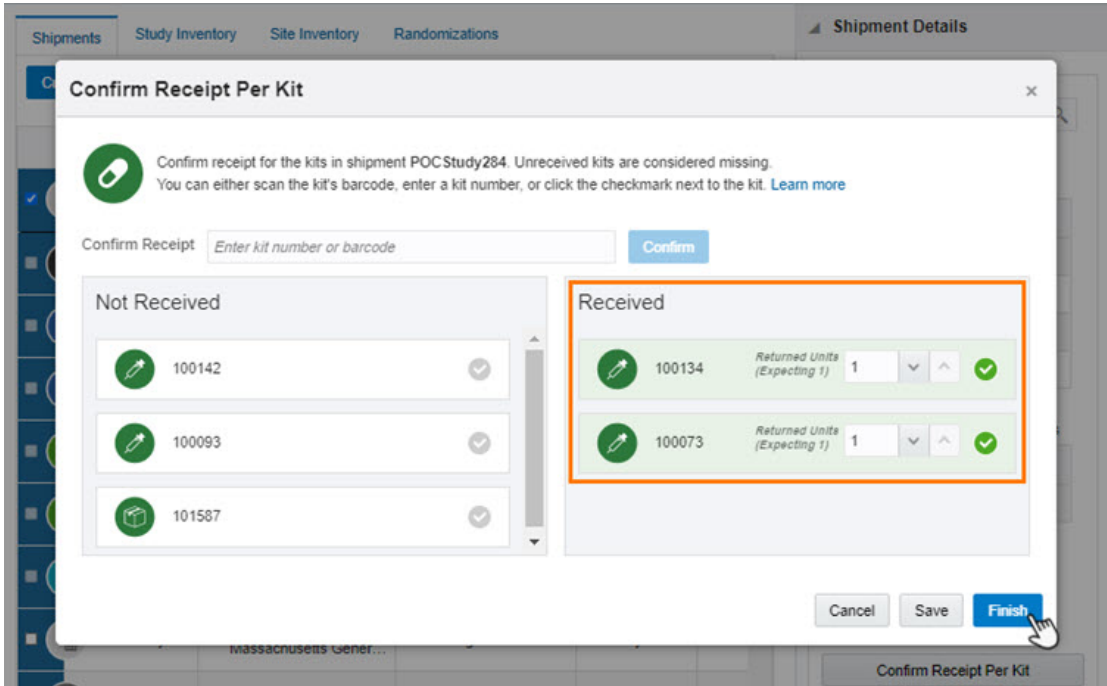 Shipments Study Inventory Site Inventory Randomizations
Shipment Details
Confirm Receipt Per Kit
Confirm receipt for the kits in shipment POCStudy284. Unreceived kits are considered missing.
You can either scan the kit's barcode, enter a kit number, or click the checkmark next to the kit. Learn more
Confirm Receipt Enter kit number or barcode Confirm
Not Received
100142
100093
101587
Received
100134 Returned Units
(Expecting 1) 1
100073 Returned Units
(Expecting 1) 1
Cancel Save Finish
Massachusetts Gener...
Confirm Receipt Per Kit